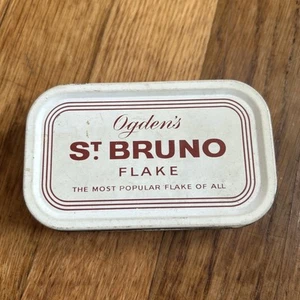 Ogden's
ST. BRUNO
FLAKE
THE MOST POPULAR FLAKE OF ALL